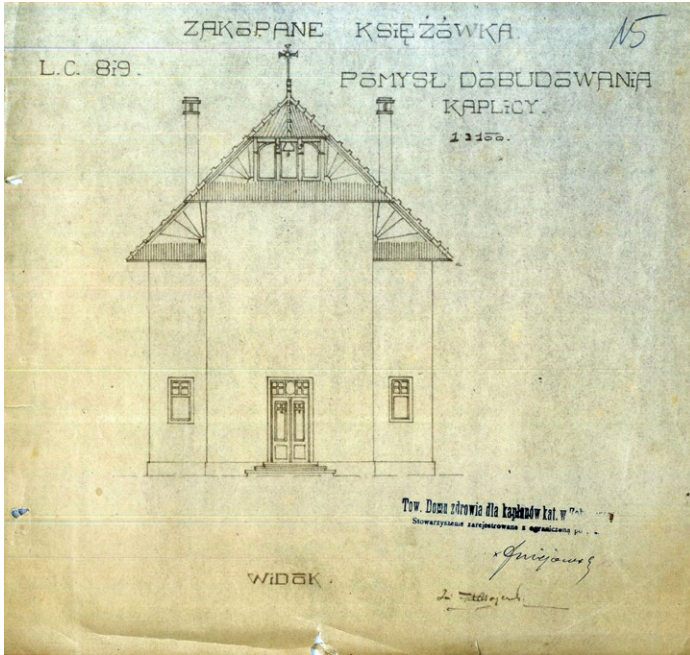 ZAKOPANE KSIĘŻÓWKA.
N5
L.C. 819.
POMYSŁ DOBUDOWANIA
KAPLICY.
1:100.
Tow. Domu zdrowia dla kapłanów kat. w
Stowarzyszenie zarejestrowane z ograniczoną
WIDOK.